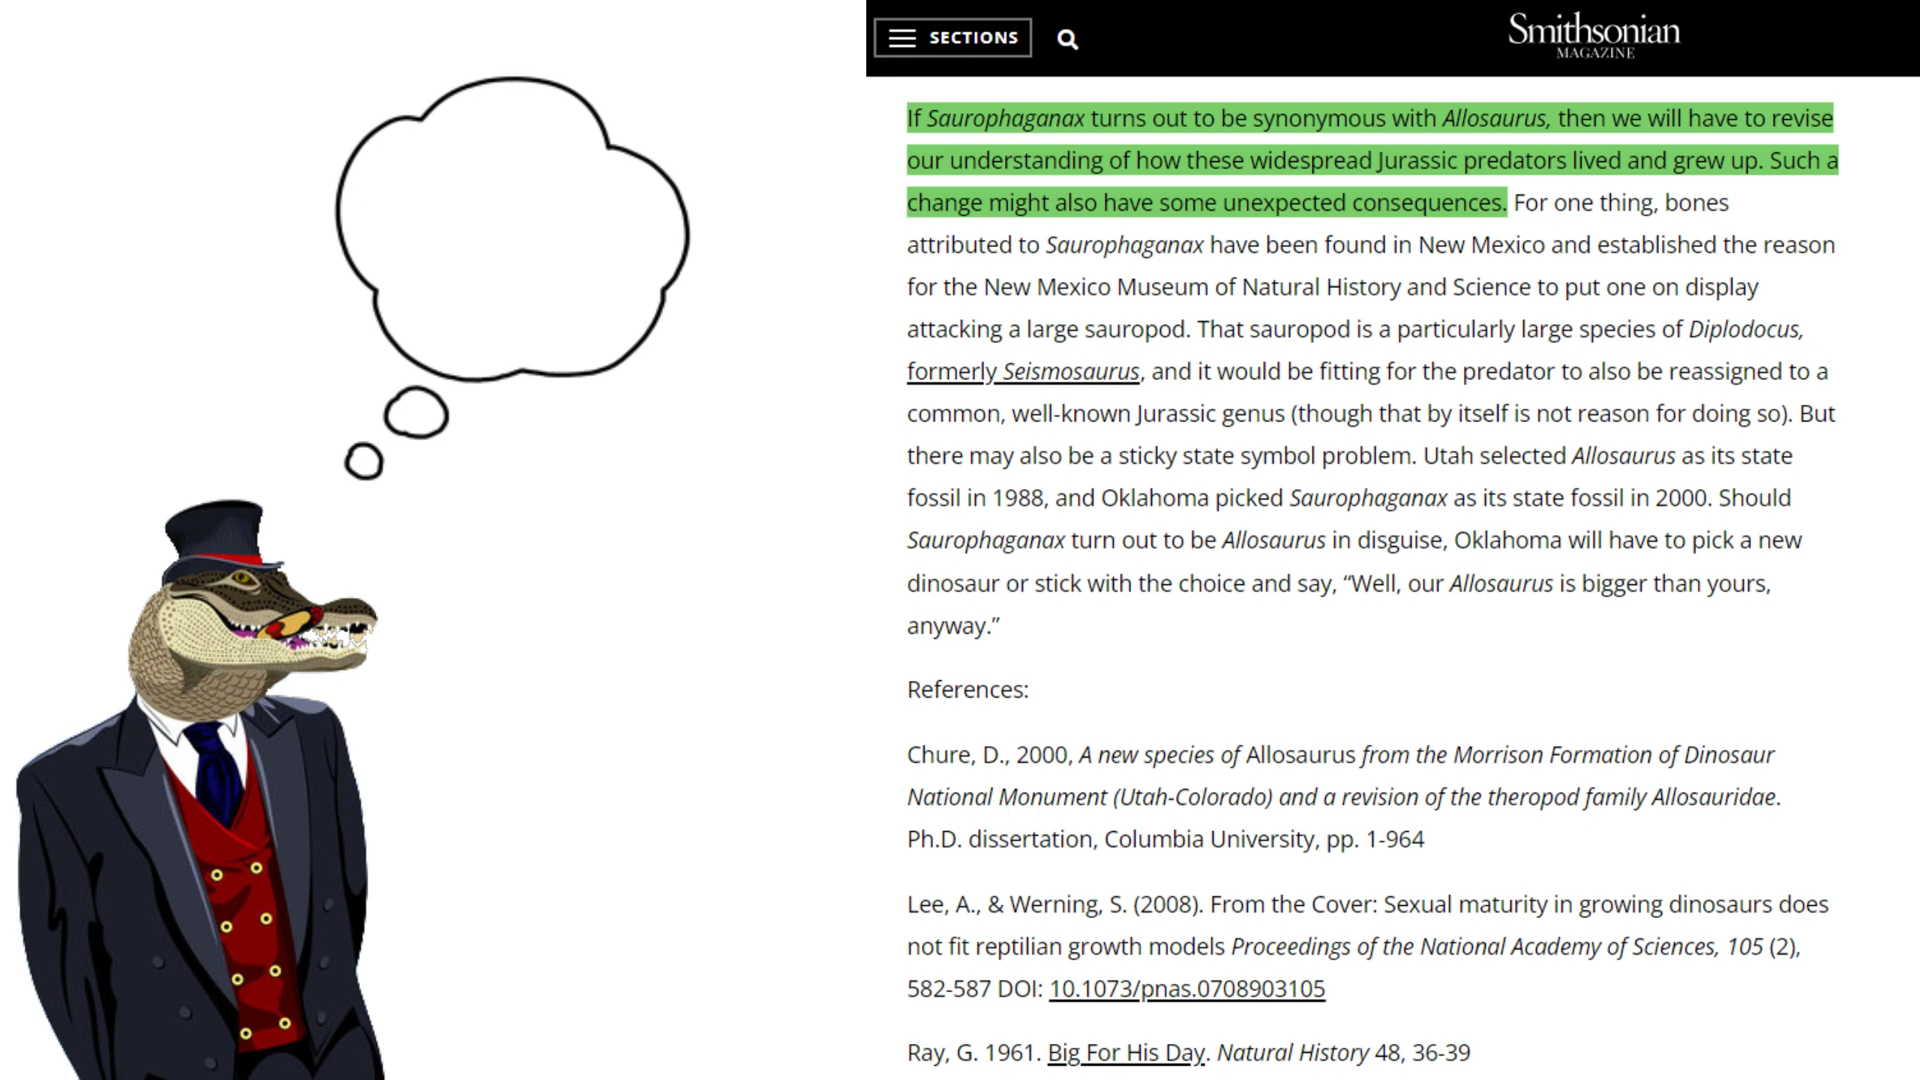 SECTIONS
Smithsonian
MAGAZINE
If Saurophaganax turns out to be synonymous with Allosaurus, then we will have to revise
our understanding of how these widespread Jurassic predators lived and grew up. Such a
change might also have some unexpected consequences. For one thing, bones
attributed to Saurophaganax have been found in New Mexico and established the reason
for the New Mexico Museum of Natural History and Science to put one on display
attacking a large sauropod. That sauropod is a particularly large species of Diplodocus,
formerly Seismosaurus, and it would be fitting for the predator to also be reassigned to a
common, well-known Jurassic genus (though that by itself is not reason for doing so). But
there may also be a sticky state symbol problem. Utah selected Allosaurus as its state
fossil in 1988, and Oklahoma picked Saurophaganax as its state fossil in 2000. Should
Saurophaganax turn out to be Allosaurus in disguise, Oklahoma will have to pick a new
dinosaur or stick with the choice and say, “Well, our Allosaurus is bigger than yours,
anyway.”
References:
Chure, D., 2000, A new species of Allosaurus from the Morrison Formation of Dinosaur
National Monument (Utah-Colorado) and a revision of the theropod family Allosauridae.
Ph.D. dissertation, Columbia University, pp. 1-964
Lee, A., & Werning, S. (2008). From the Cover: Sexual maturity in growing dinosaurs does
not fit reptilian growth models Proceedings of the National Academy of Sciences, 105 (2),
582-587 DOI: 10.1073/pnas.0708903105
Ray, G. 1961. Big For His Day. Natural History 48, 36-39